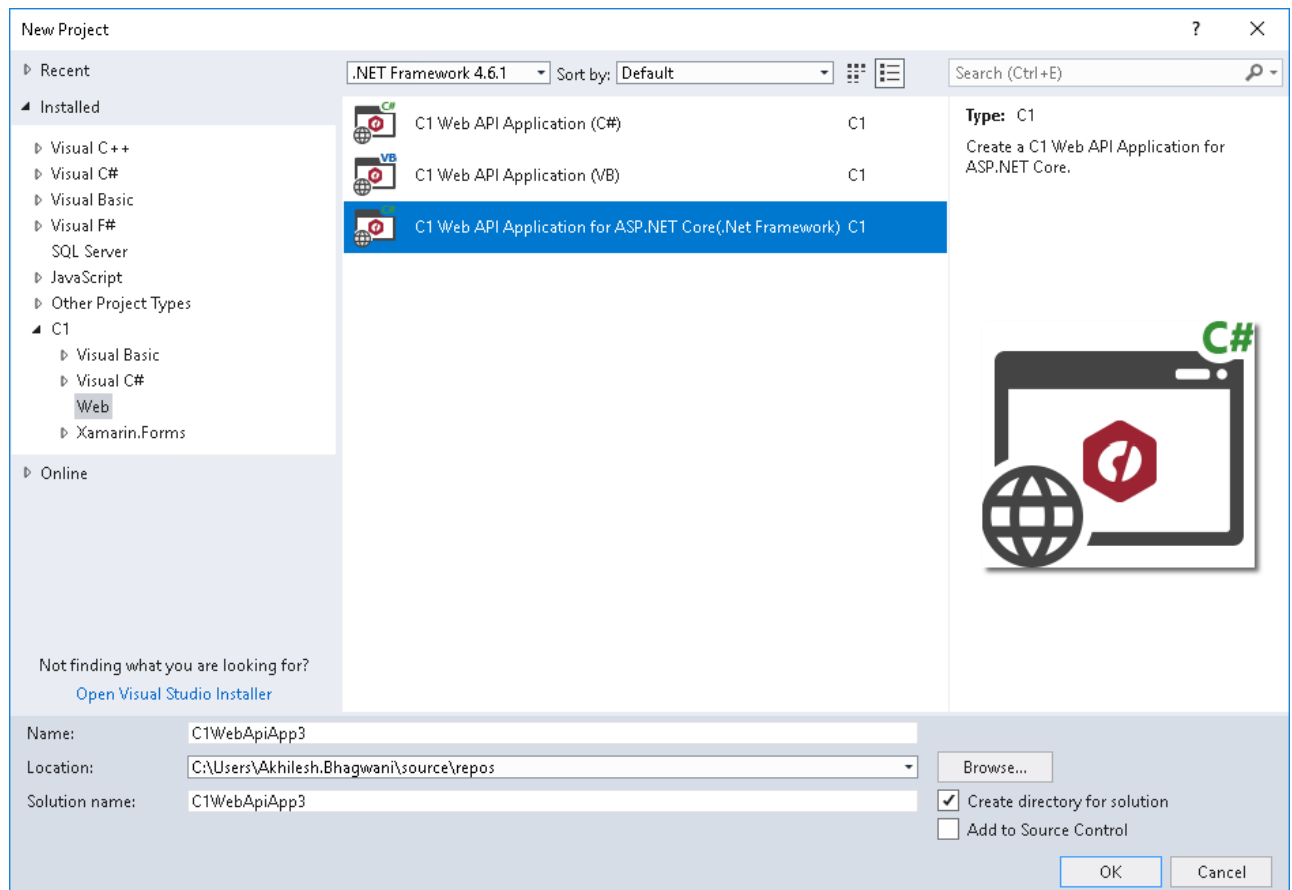 New Project
?
Recent
.NET Framework 4.6.1
Sort by:
Default
Search (Ctrl+E)
Installed
Visual C++
Visual C#
Visual Basic
Visual F#
SQL Server
JavaScript
Other Project Types
C1
Visual Basic
Visual C#
Web
Xamarin.Forms
Online
Not finding what you are looking for?
Open Visual Studio Installer
C#
C1 Web API Application (C#) C1
VB
C1 Web API Application (VB) C1
C#
C1 Web API Application for ASP.NET Core(.Net Framework) C1
Type: C1
Create a C1 Web API Application for
ASP.NET Core.
C#
Name: C1WebApiApp3
Location: C:\Users\Akhilesh.Bhagwani\source\repos
Browse...
Solution name: C1WebApiApp3
Create directory for solution
Add to Source Control
OK
Cancel